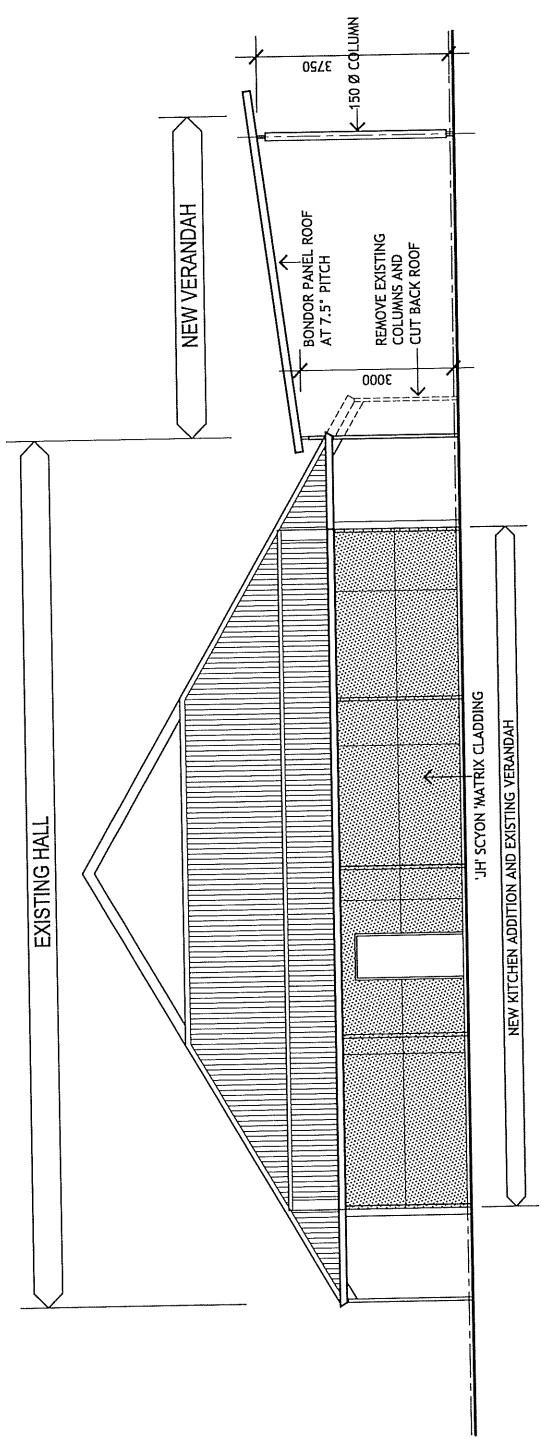 EXISTING HALL
NEW VERANDAH
3750
150 Ø COLUMN
BONDOR PANEL ROOF
AT 7.5° PITCH
REMOVE EXISTING
COLUMNS AND
CUT BACK ROOF
3000
'JH' SCYON 'MATRIX CLADDING
NEW KITCHEN ADDITION AND EXISTING VERANDAH